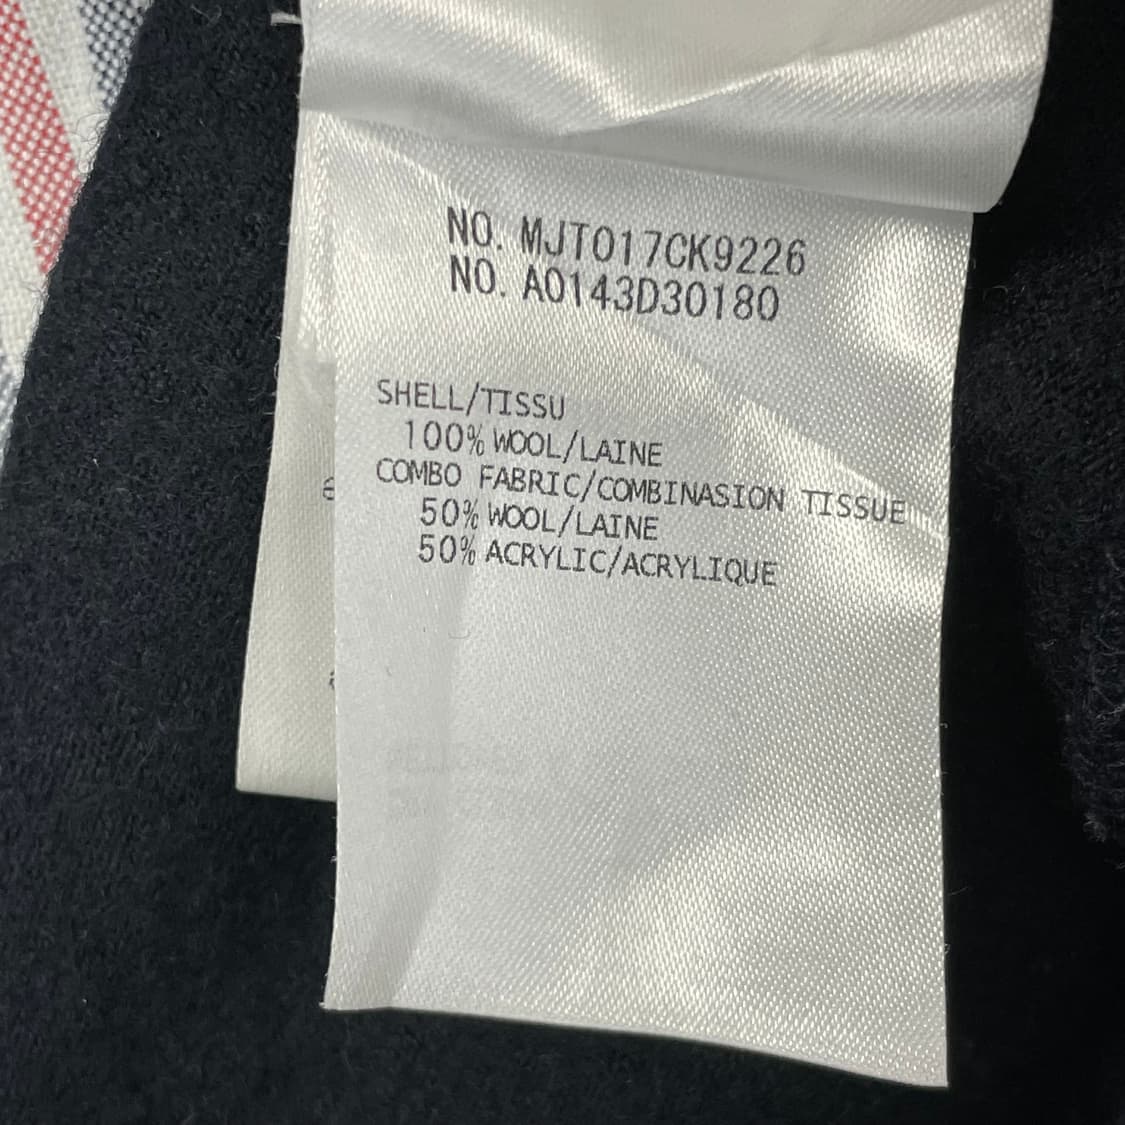 NO. MJT017CK9226
NO. A0143D30180
SHELL/TISSU
100% WOOL/LAINE
COMBO FABRIC/COMBINASION TISSUE
50% WOOL/LAINE
50% ACRYLIC/ACRYLIQUE